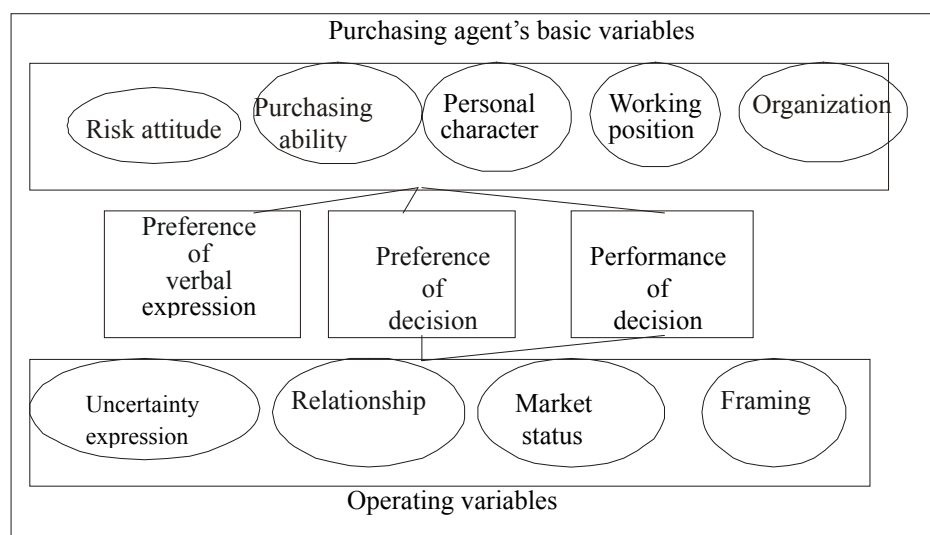 Purchasing agent’s basic variables
Risk attitude
Purchasing
ability
Personal
character
Working
position
Organization
Preference
of
verbal
expression
Preference
of
decision
Performance
of
decision
Uncertainty
expression
Relationship
Market
status
Framing
Operating variables